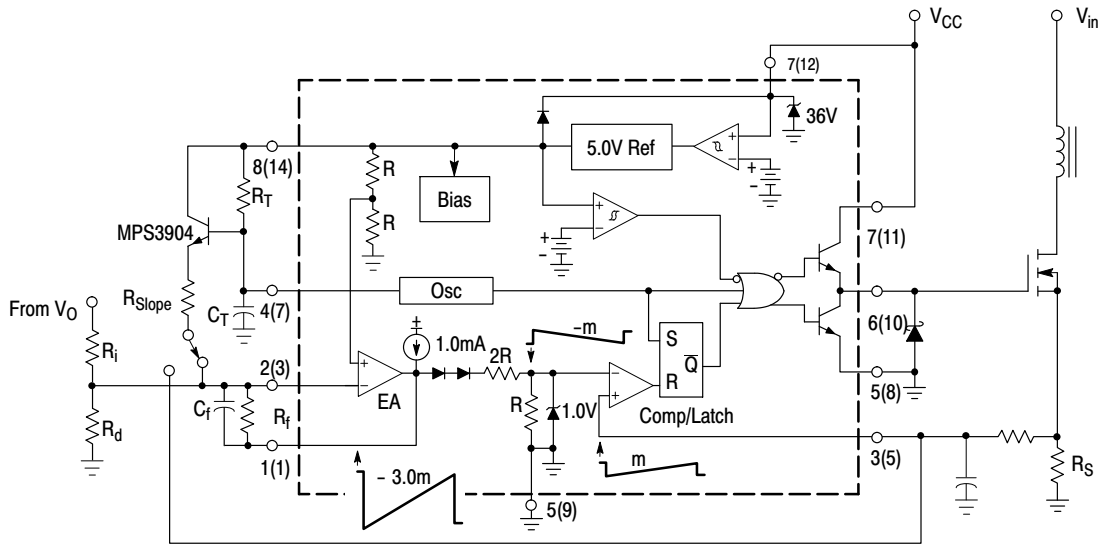 VCC
Vin
7(12)
36V
5.0V Ref
+
−
+
−
8(14)
R
Bias
RT
R
+
−
MPS3904
+
−
7(11)
Osc
RSlope
4(7)
CT
From VO
±
1.0mA
−m
S
Q
R
6(10)
Ri
2(3)
+
−
EA
2R
+
−
5(8)
Cf
Rf
R
1.0V
Comp/Latch
Rd
1(1)
3(5)
m
RS
− 3.0m
5(9)